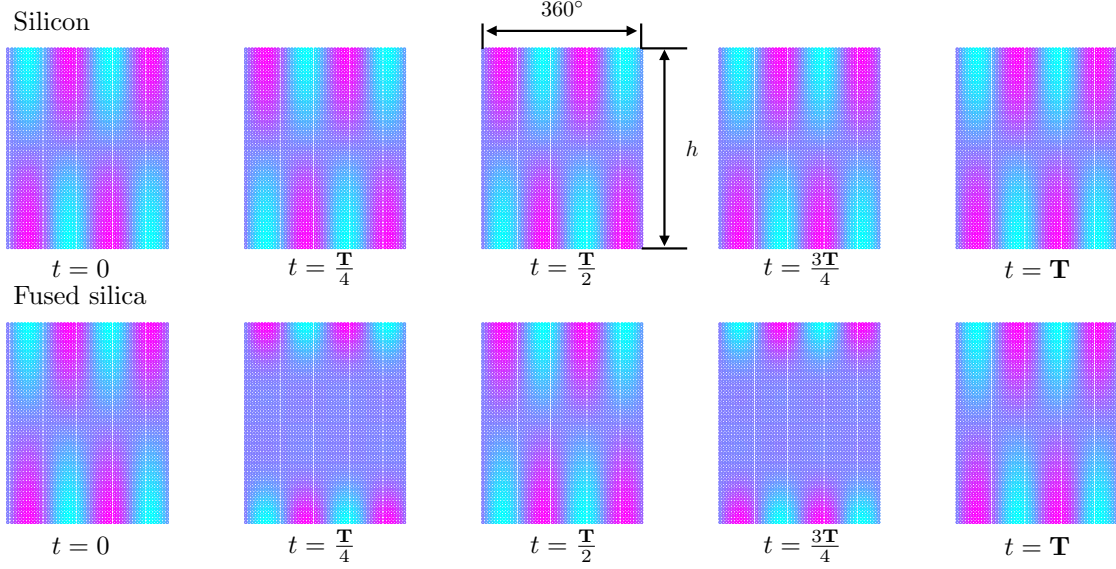 360°
Silicon
h
t = 0 t = T/4 t = T/2 t = 3T/4 t = T
Fused silica
t = 0 t = T/4 t = T/2 t = 3T/4 t = T